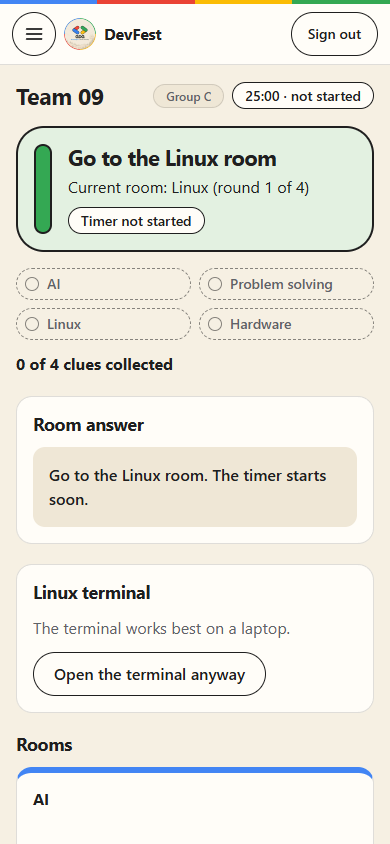 DevFest
Sign out
Team 09
Group C
25:00 · not started
Go to the Linux room
Current room: Linux (round 1 of 4)
Timer not started
AI
Problem solving
Linux
Hardware
0 of 4 clues collected
Room answer
Go to the Linux room. The timer starts
soon.
Linux terminal
The terminal works best on a laptop.
Open the terminal anyway
Rooms
AI